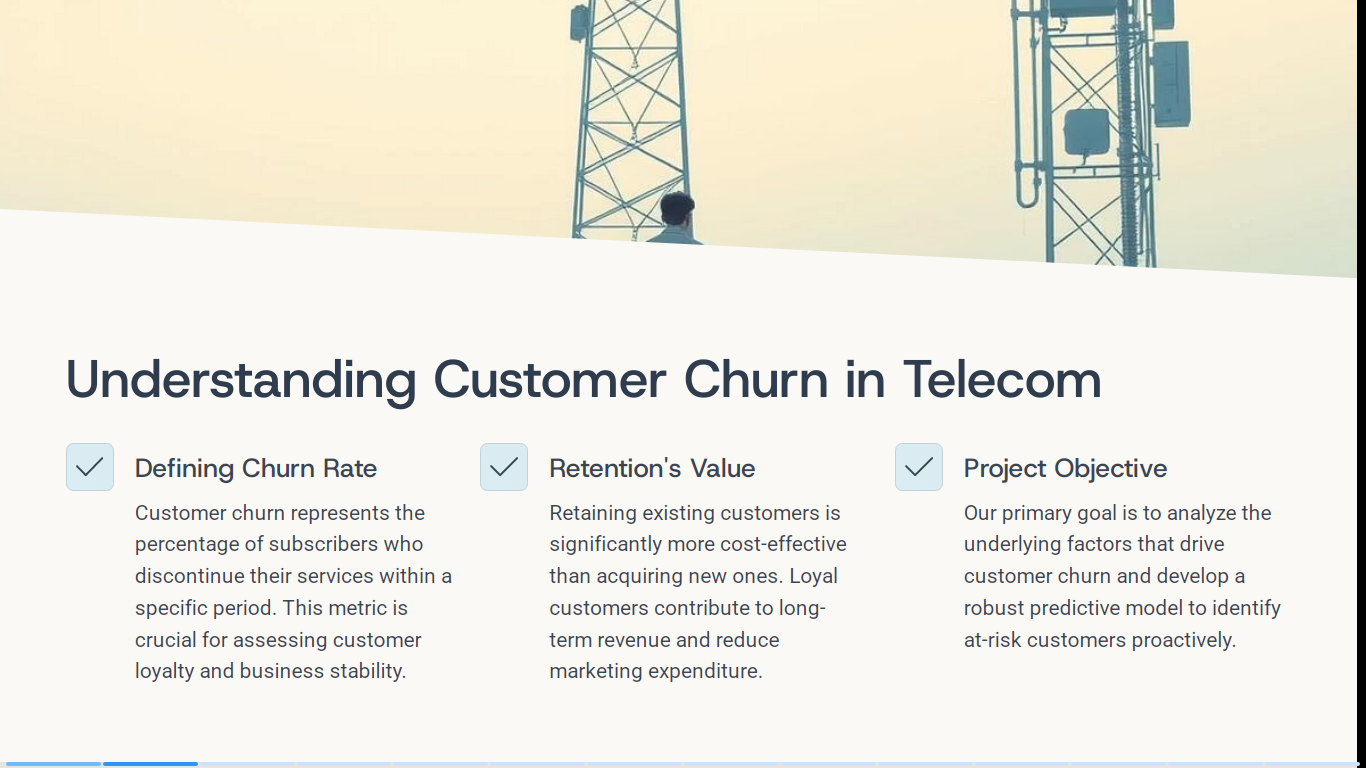 Understanding Customer Churn in Telecom
Defining Churn Rate
Customer churn represents the
percentage of subscribers who
discontinue their services within a
specific period. This metric is
crucial for assessing customer
loyalty and business stability.
Retention's Value
Retaining existing customers is
significantly more cost-effective
than acquiring new ones. Loyal
customers contribute to long-
term revenue and reduce
marketing expenditure.
Project Objective
Our primary goal is to analyze the
underlying factors that drive
customer churn and develop a
robust predictive model to identify
at-risk customers proactively.